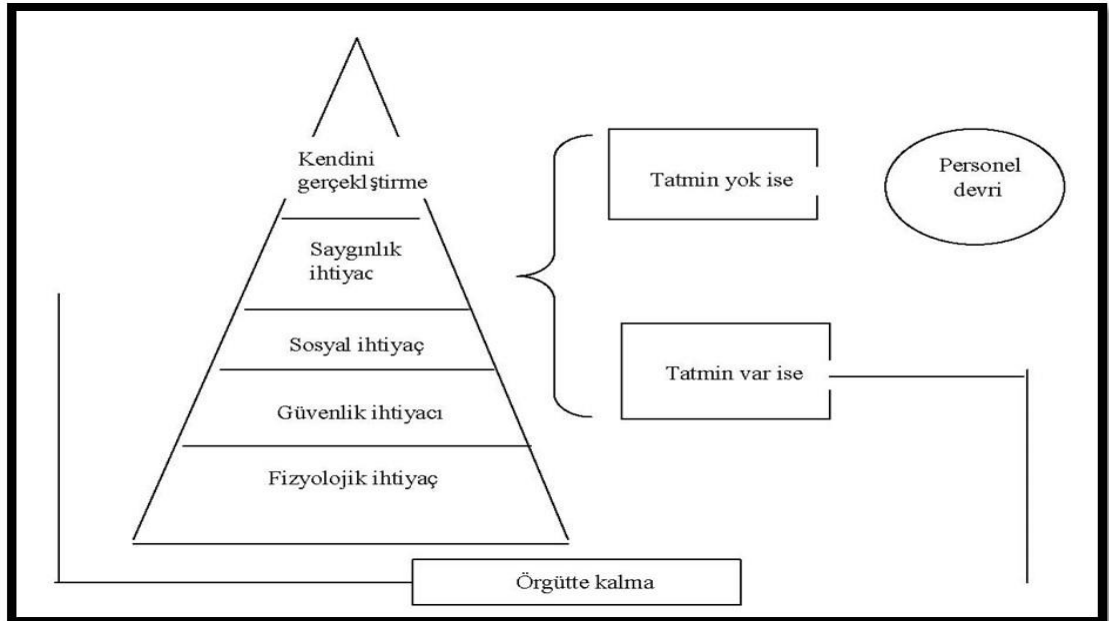 Kendini
gerçeklştirme
Saygınlık
ihtiyac
Sosyal ihtiyaç
Güvenlik ihtiyacı
Fizyolojik ihtiyaç
Tatmin yok ise
Personel
devri
Tatmin var ise
Örgütte kalma